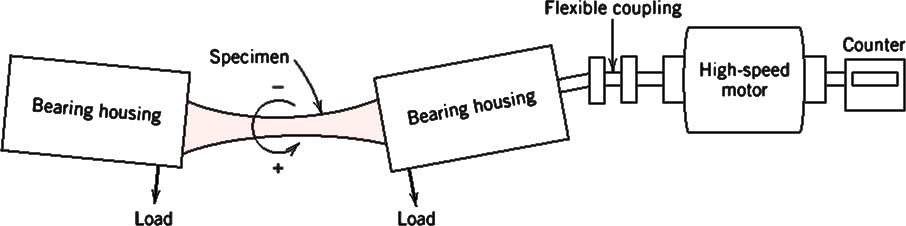 Flexible coupling
Specimen
Counter
High-speed
motor
Bearing housing
Bearing housing
−
+
Load
Load